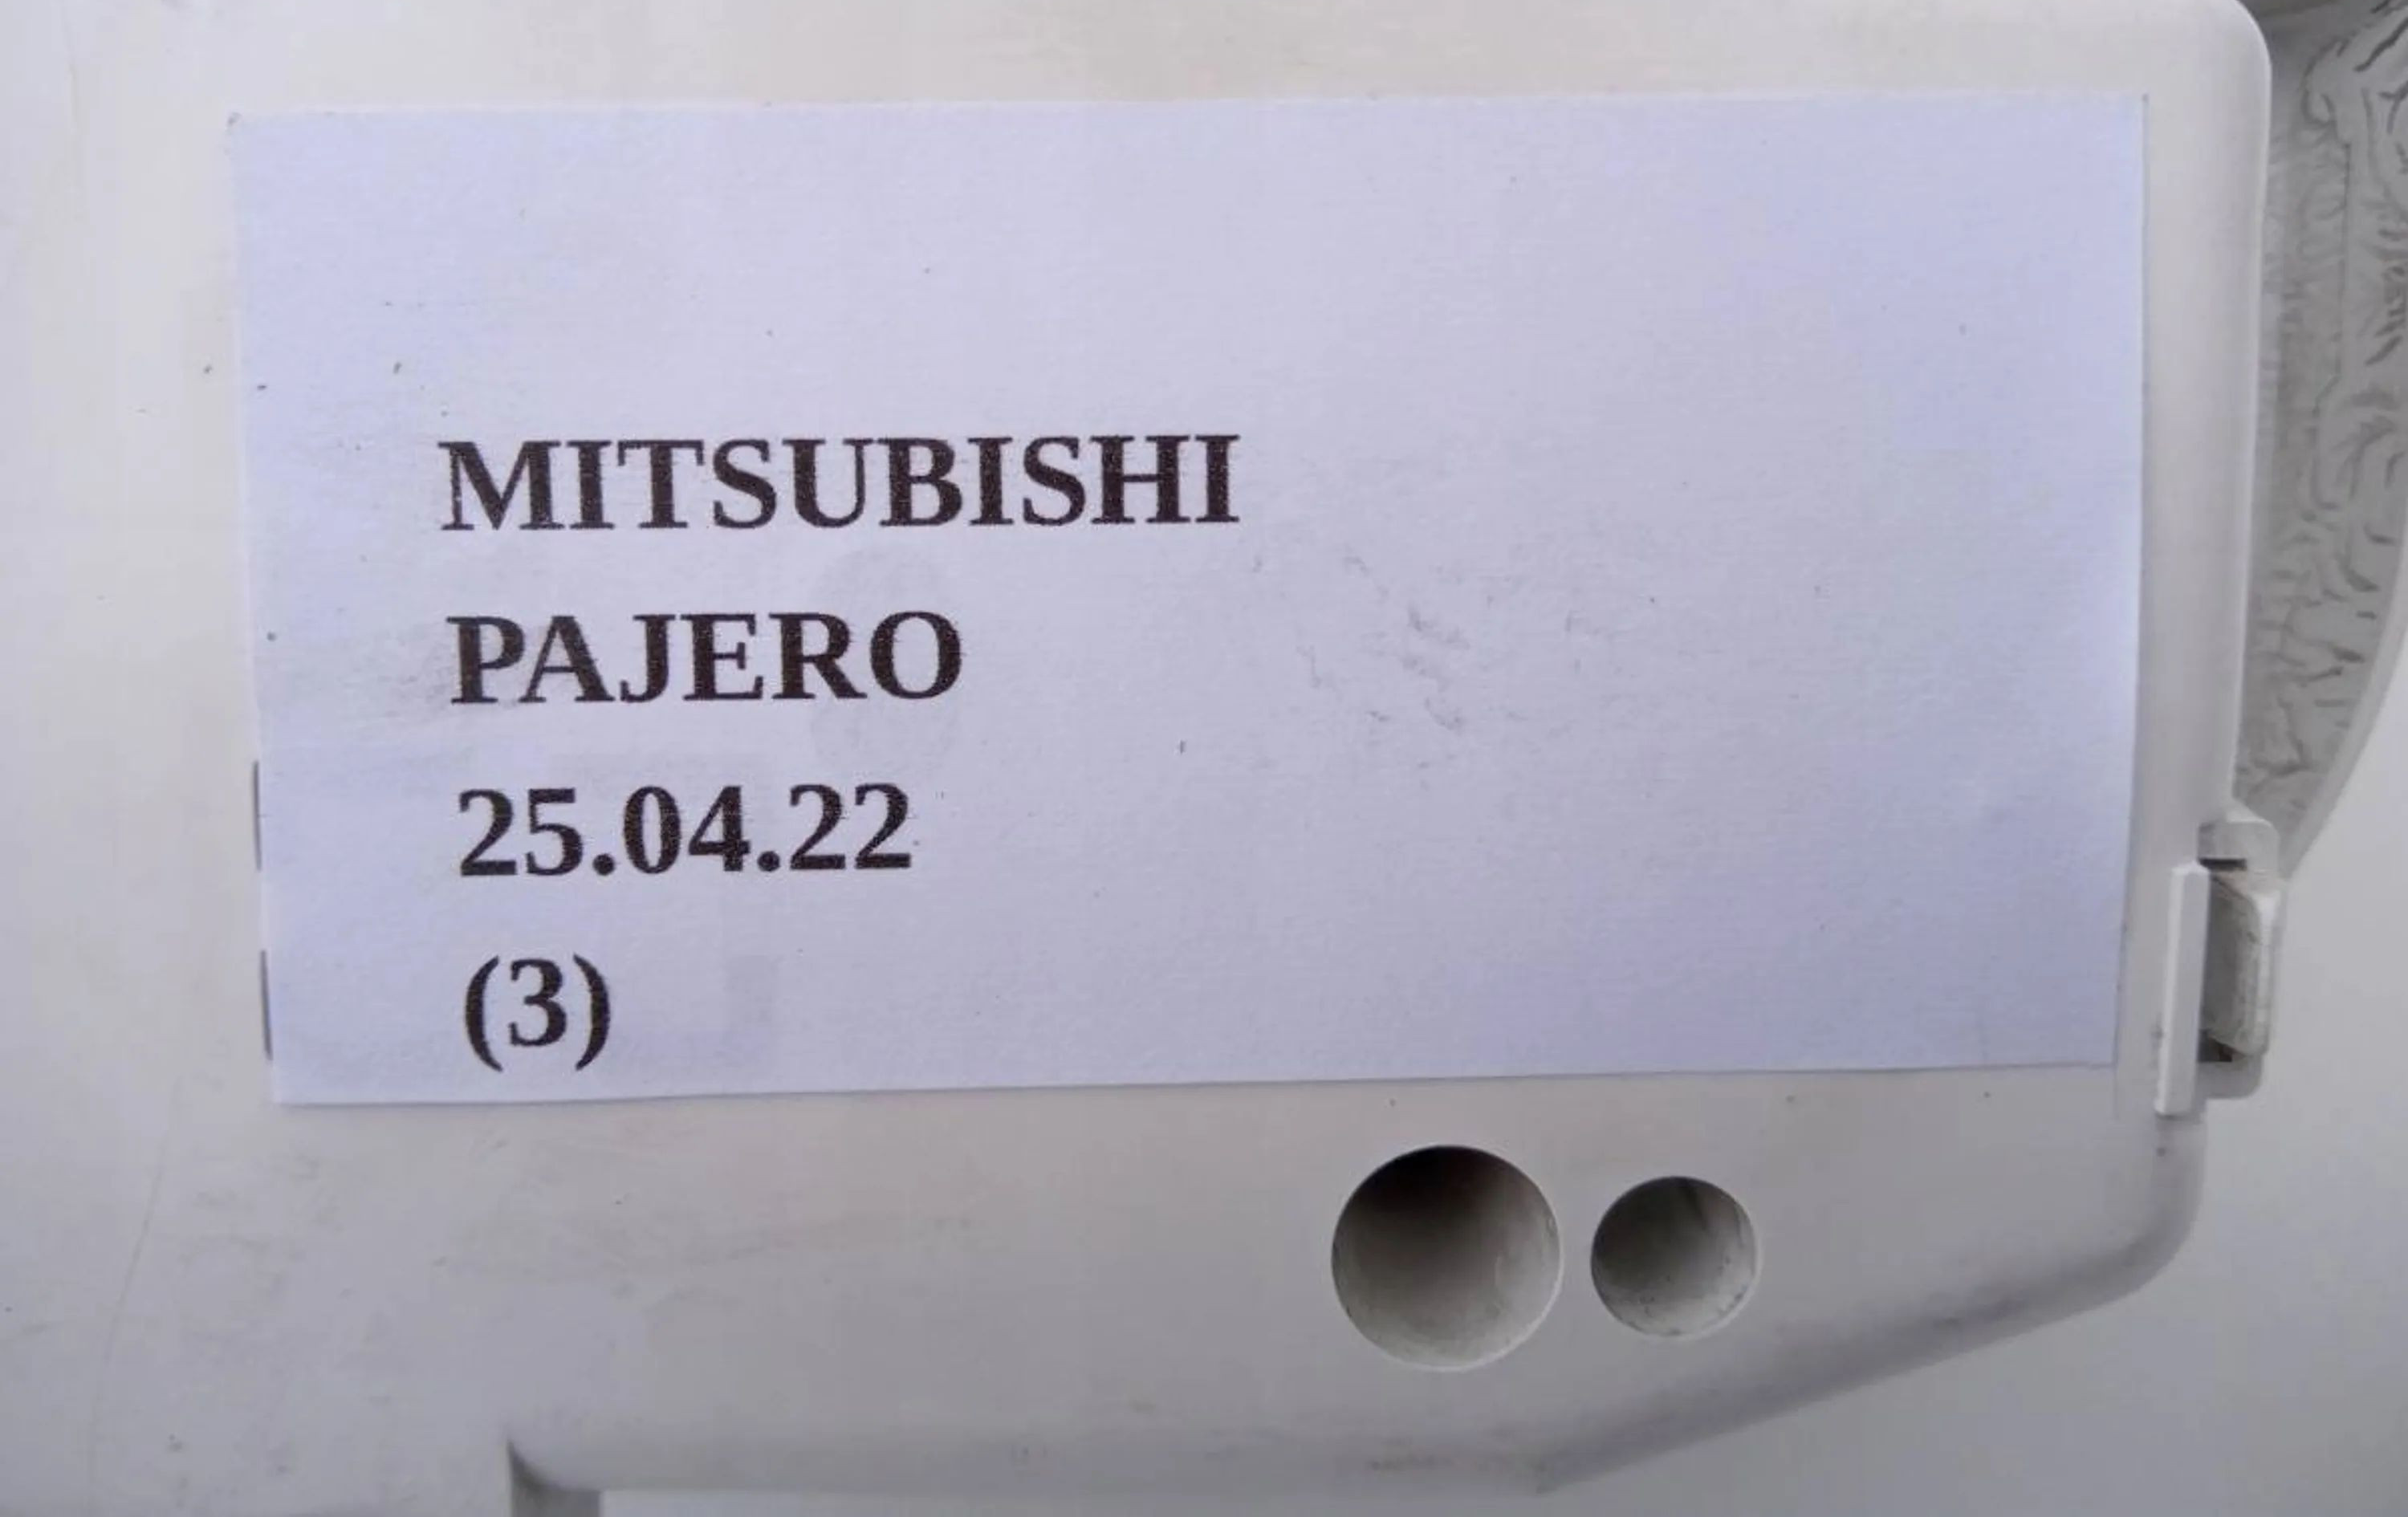 MITSUBISHI
PAJERO
25.04.22
(3)